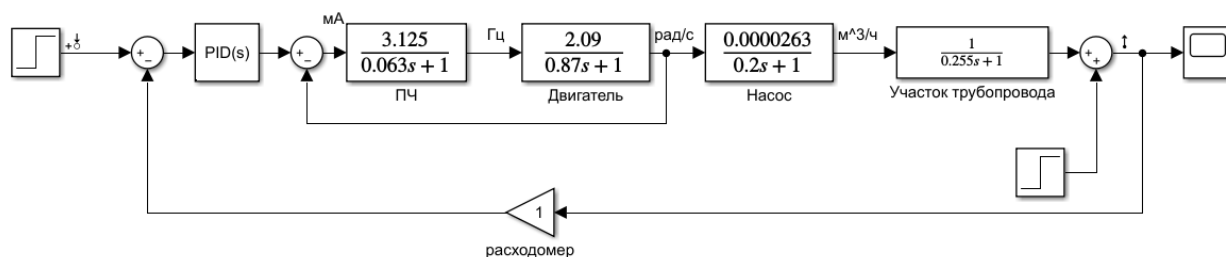 мА
Гц
рад/с
м^3/ч
+
−
PID(s)
+
−
3.125
0.063s + 1
2.09
0.87s + 1
0.0000263
0.2s + 1
1
0.255s + 1
+
+
ПЧ
Двигатель
Насос
Участок трубопровода
1
расходомер